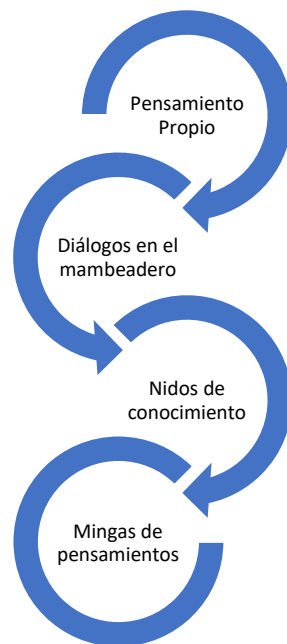 Pensamiento
Propio
Diálogos en el
mambeadero
Nidos de
conocimiento
Mingas de
pensamientos